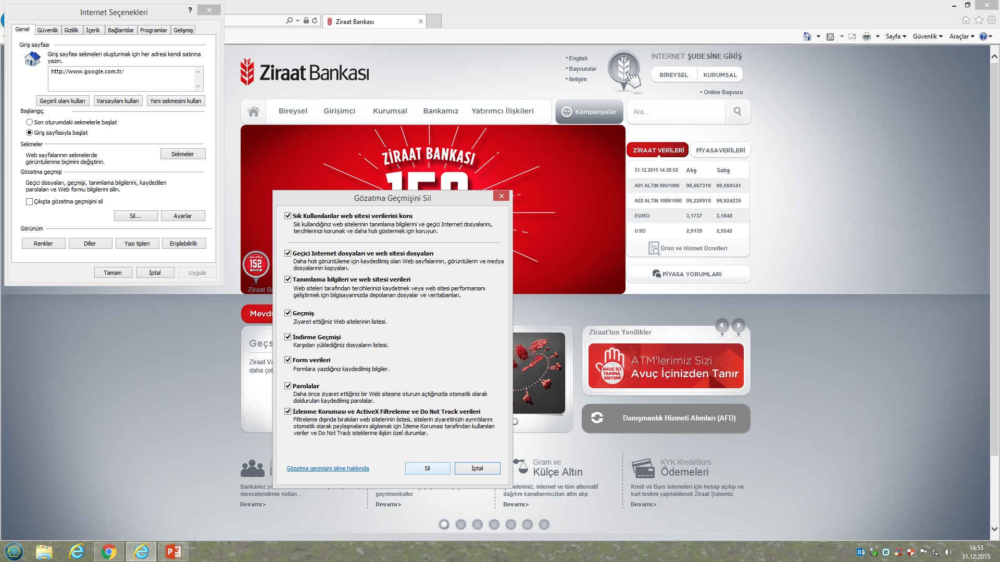 Internet Seçenekleri
?
Genel
Güvenlik
Gizlilik
İçerik
Bağlantılar
Programlar
Gelişmiş
Giriş sayfası
Giriş sayfası sekmeleri oluşturmak için her adresi kendi satırına
yazın.
http://www.google.com.tr/
Geçerli olanı kullan
Varsayılanı kullan
Yeni sekmesini kullan
Başlangıç
Son oturumdaki sekmelerle başlat
Giriş sayfasıyla başlat
Sekmeler
Web sayfalarının sekmelerde
görüntülenme biçimini değiştirin.
Sekmeler
Gözatma geçmişi
Geçici dosyaları, geçmişi, tanımlama bilgilerini, kaydedilen
parolaları ve Web formu bilgilerini silin.
Çıkışta gözatma geçmişini sil
Sil...
Ayarlar
Görünüm
Renkler
Diller
Yazı tipleri
Erişilebilirlik
Tamam
İptal
Uygula
Ziraat Bankası
Sayfa
Güvenlik
Araçlar
Ziraat Bankası
English
Başvurular
İletişim
İNTERNET ŞUBESİNE GİRİŞ
BİREYSEL
KURUMSAL
Online Başvuru
Bireysel
Girişimci
Kurumsal
Bankamız
Yatırımcı İlişkileri
Kampanyalar
Ara...
ZİRAAT BANKASI
152
ZİRAAT BANKASI
152
YAŞINDA
Ziraat B
ZİRAAT VERİLERİ
PİYASA VERİLERİ
31.12.2015 14:28:02 Alış Satış
A01 ALTIN 995/1000 98,667319 99,559341
A02 ALTIN 1000/1000 99,226918 99,924235
EURO 3,1737 3,1848
USD 2,9139 2,9242
Ürün ve Hizmet Ücretleri
PİYASA YORUMLARI
Gözatma Geçmişini Sil
Sık Kullanılanlar web sitesi verilerini koru
Sık kullandığınız web sitelerinin tanımlama bilgilerini ve geçici Internet dosyalarını,
tercihlerinizi korumak ve daha hızlı göstermek için koruyun.
Geçici Internet dosyaları ve web sitesi dosyaları
Daha hızlı görüntüleme için kaydedilmiş olan Web sayfalarının, görüntülerin ve medya
dosyalarının kopyaları.
Tanımlama bilgileri ve web sitesi verileri
Web siteleri tarafından tercihlerinizi kaydetmek veya web sitesi performansını
geliştirmek için bilgisayarınızda depolanan dosyalar ve veritabanları.
Geçmiş
Ziyaret ettiğiniz Web sitelerinin listesi.
İndirme Geçmişi
Karşıdan yüklediğiniz dosyaların listesi.
Form verileri
Formlara yazdığınız kaydedilmiş bilgiler.
Parolalar
Daha önce ziyaret ettiğiniz bir Web sitesine oturum açtığınızda otomatik olarak
doldurulan kaydedilmiş parolalar.
İzlenme Koruması ve ActiveX Filtreleme ve Do Not Track verileri
Filtreleme dışında bırakılan web sitelerinin listesi, sitelerin ziyaretinizin ayrıntılarını
otomatik olarak paylaşmalarını algılamak için İzleme Koruması tarafından kullanılan
veriler ve Do Not Track isteklerine ilişkin özel durumlar.
Gözatma geçmişini silme hakkında
Sil
İptal
Mevdu
Geçs
Ziraat Va
daha çol
Ziraat'ten Yenilikler
AVUÇ İÇİ
TANIMA
SİSTEMİ
ATM'lerimiz Sizi
Avuç İçinizden Tanır
Danışmanlık Hizmeti Alımları (AFD)
Bankamız yı
derecelendirme notları...
Devamı>
gayrimenkuller
Devamı>
Gram ve
Külçe Altın
elerimiz, internet ve tüm alternatif
dağıtım kanallarımızdan altın alıp
Devamı>
KYK Kredi/Burs
Ödemeleri
Kredi ve Burs ödemeleri için hesap açılışı ve
kart teslimi yapılabilecek Ziraat Şubemiz.
Devamı>
14:53
31.12.2015